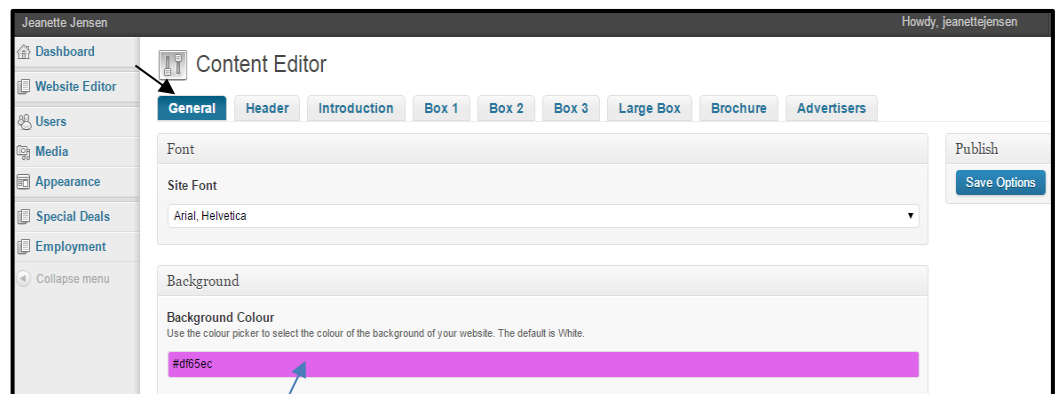 Jeanette Jensen
Howdy, jeanettejensen
Dashboard
Website Editor
Users
Media
Appearance
Special Deals
Employment
Collapse menu
Content Editor
General Header Introduction Box 1 Box 2 Box 3 Large Box Brochure Advertisers
Font
Site Font
Arial, Helvetica
Publish
Save Options
Background
Background Colour
Use the colour picker to select the colour of the background of your website. The default is White.
#df65ec